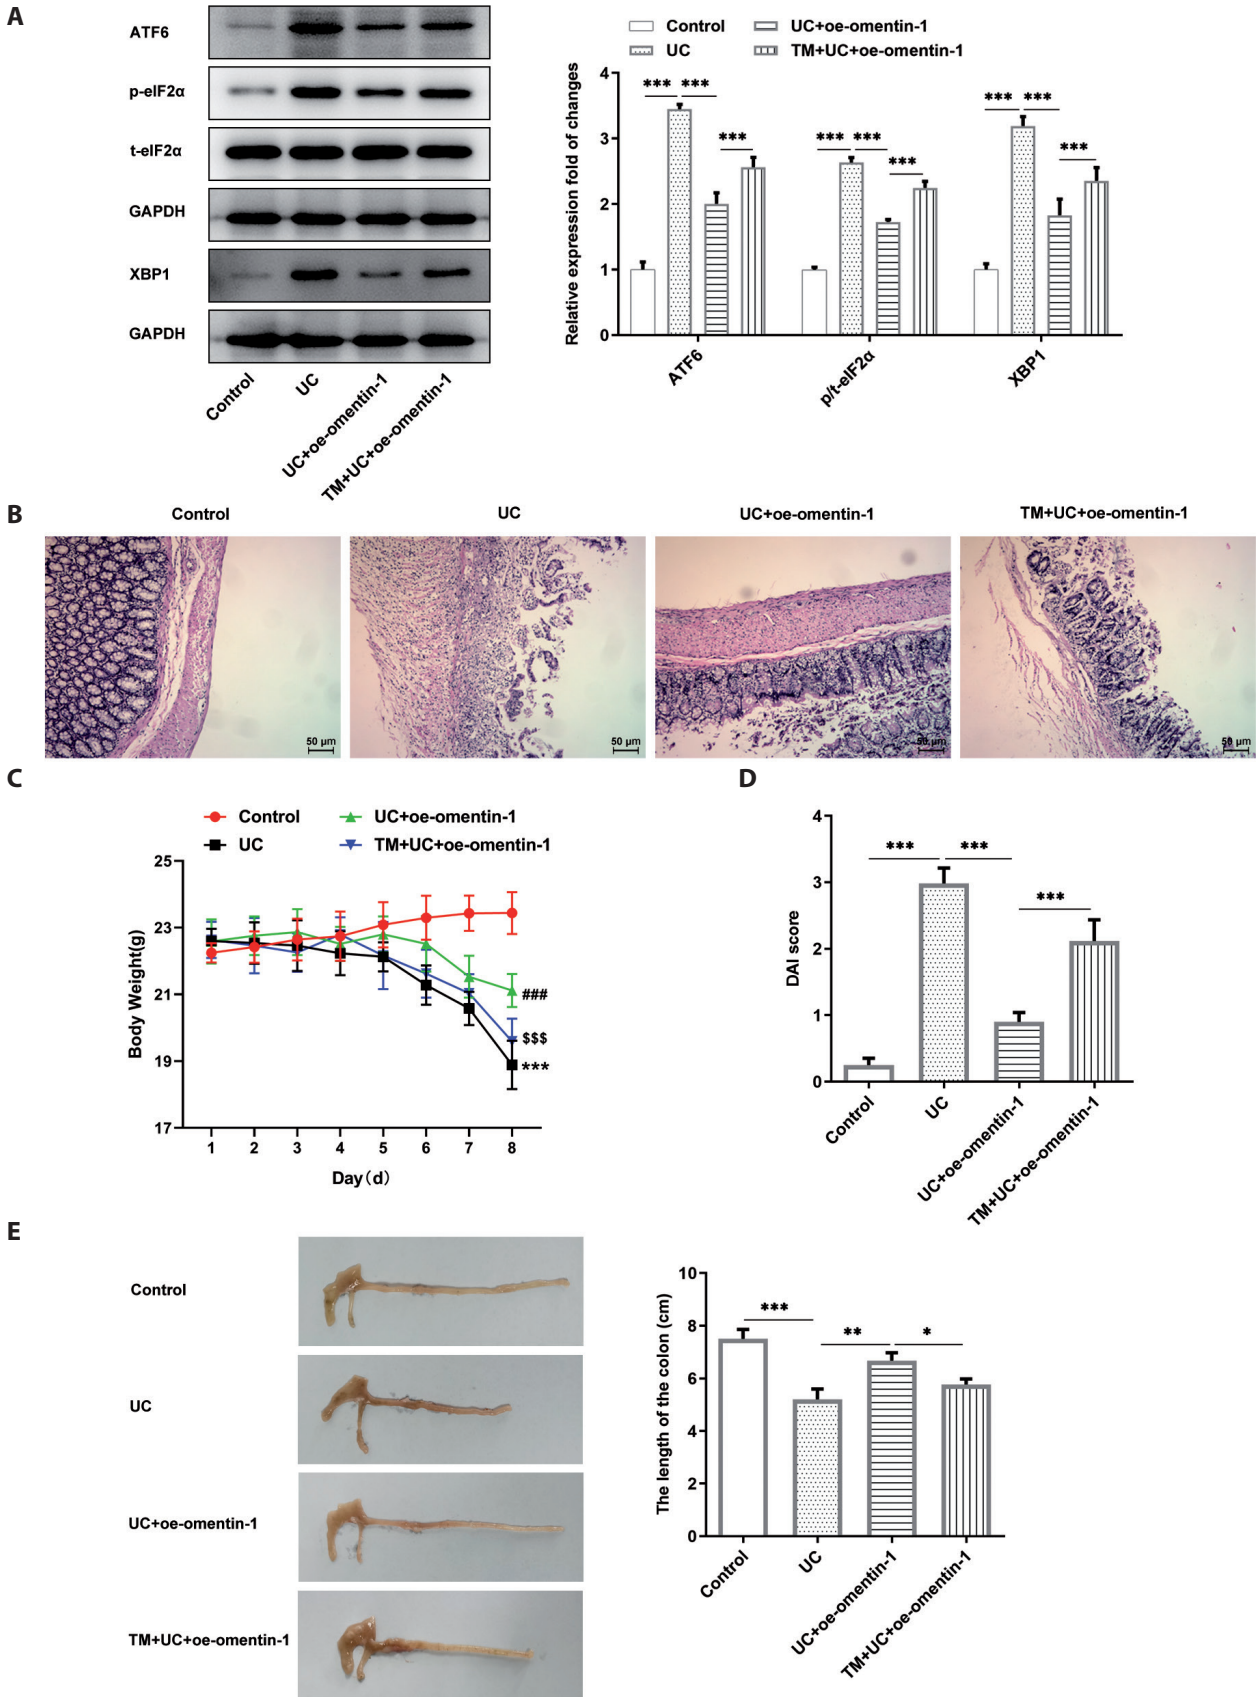 A
ATF6
p-eIF2α
t-eIF2α
GAPDH
XBP1
GAPDH
Control
UC
UC+oe-omentin-1
TM+UC+oe-omentin-1
Control
UC
UC+oe-omentin-1
TM+UC+oe-omentin-1
Relative expression fold of changes
4
3
2
1
0
*** ***
***
*** ***
***
*** ***
***
ATF6
p/t-eIF2α
XBP1
B
Control
UC
UC+oe-omentin-1
TM+UC+oe-omentin-1
50 μm
50 μm
50 μm
50 μm
C
Control
UC
UC+oe-omentin-1
TM+UC+oe-omentin-1
Body Weight(g)
25
23
21
19
17
###
$$$
***
1 2 3 4 5 6 7 8
Day(d)
D
DAI score
4
3
2
1
0
*** ***
***
Control
UC
UC+oe-omentin-1
TM+UC+oe-omentin-1
E
Control
UC
UC+oe-omentin-1
TM+UC+oe-omentin-1
The length of the colon (cm)
10
8
6
4
2
0
***
** *
Control
UC
UC+oe-omentin-1
TM+UC+oe-omentin-1